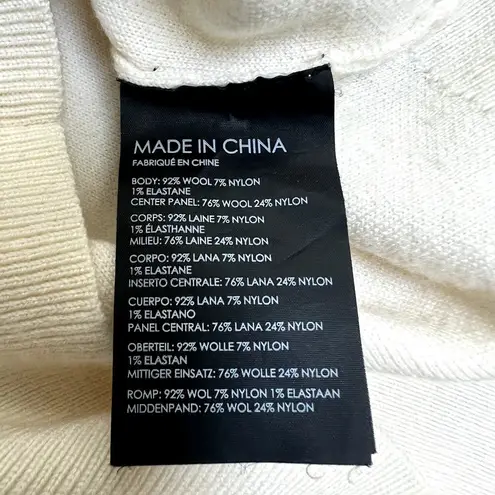 MADE IN CHINA
FABRIQUÉ EN CHINE
BODY: 92% WOOL 7% NYLON
1% ELASTANE
CENTER PANEL: 76% WOOL 24% NYLON
CORPS: 92% LAINE 7% NYLON
1% ÉLASTHANNE
MILIEU: 76% LAINE 24% NYLON
CORPO: 92% LANA 7% NYLON
1% ELASTANE
INSERTO CENTRALE: 76% LANA 24% NYLON
CUERPO: 92% LANA 7% NYLON
1% ELASTANO
PANEL CENTRAL: 76% LANA 24% NYLON
OBERTEIL: 92% WOLLE 7% NYLON
1% ELASTAN
MITTIGER EINSATZ: 76% WOLLE 24% NYLON
ROMP: 92% WOL 7% NYLON 1% ELASTAAN
MIDDENPAND: 76% WOL 24% NYLON